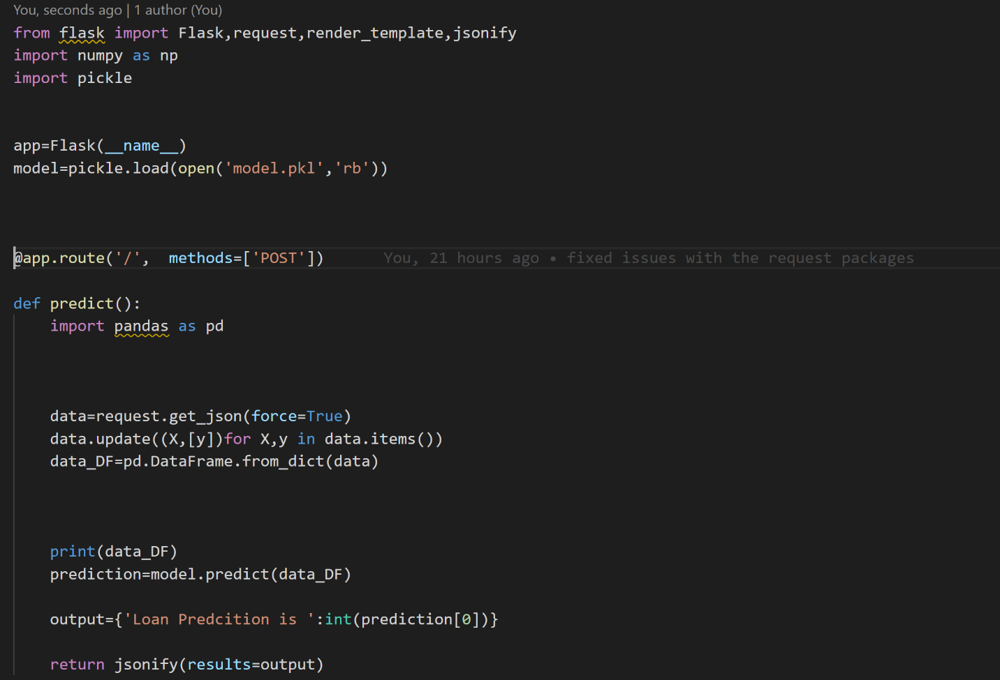 You, seconds ago | 1 author (You)
from flask import Flask,request,render_template,jsonify
import numpy as np
import pickle
app=Flask(__name__)
model=pickle.load(open('model.pkl','rb'))
@app.route('/',  methods=['POST'])      You, 21 hours ago • fixed issues with the request packages
def predict():
    import pandas as pd
    data=request.get_json(force=True)
    data.update((X,[y])for X,y in data.items())
    data_DF=pd.DataFrame.from_dict(data)
    print(data_DF)
    prediction=model.predict(data_DF)
    output={'Loan Predcition is ':int(prediction[0])}
    return jsonify(results=output)